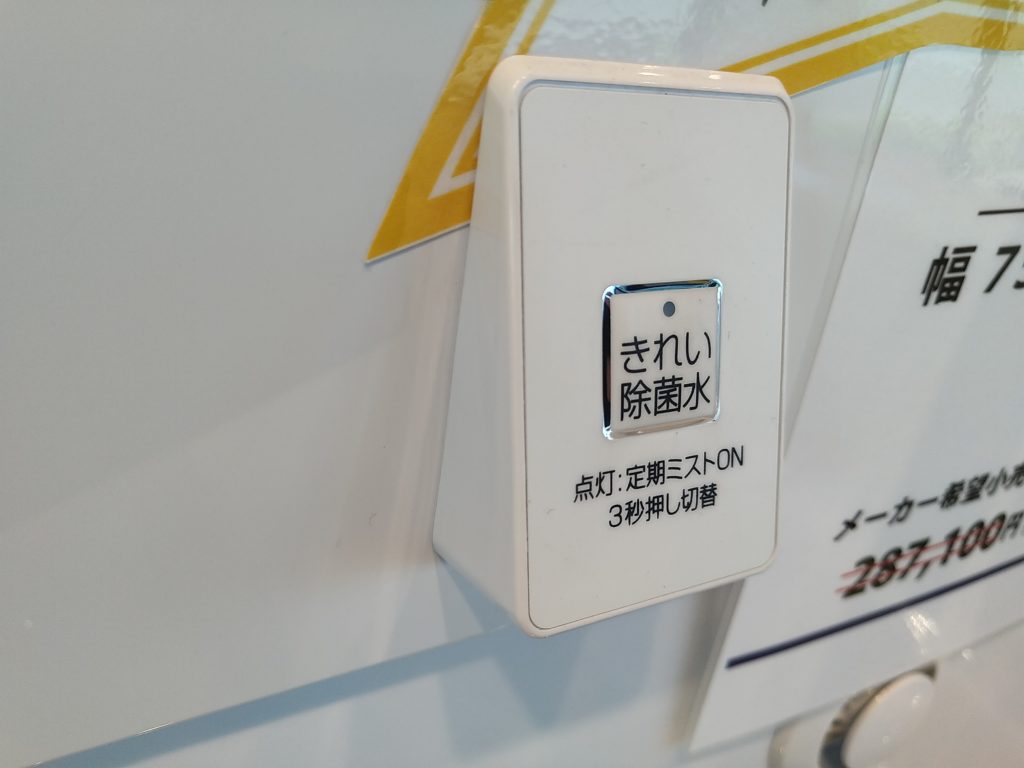 きれい
除菌水
点灯:定期ミストON
3秒押し切替
幅 75
メーカー希望小売
287,100円